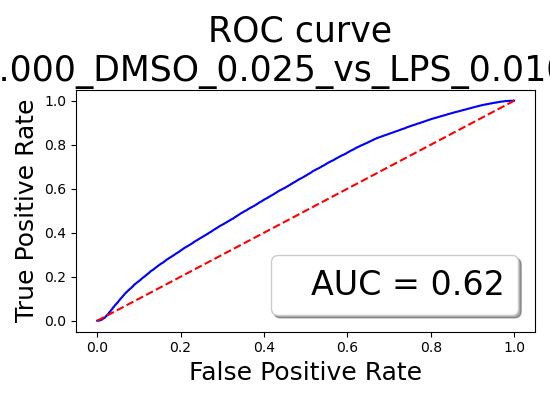 ROC curve
.000_DMSO_0.025_vs_LPS_0.010
True Positive Rate
1.0
0.8
0.6
0.4
0.2
0.0
AUC = 0.62
0.0 0.2 0.4 0.6 0.8 1.0
False Positive Rate